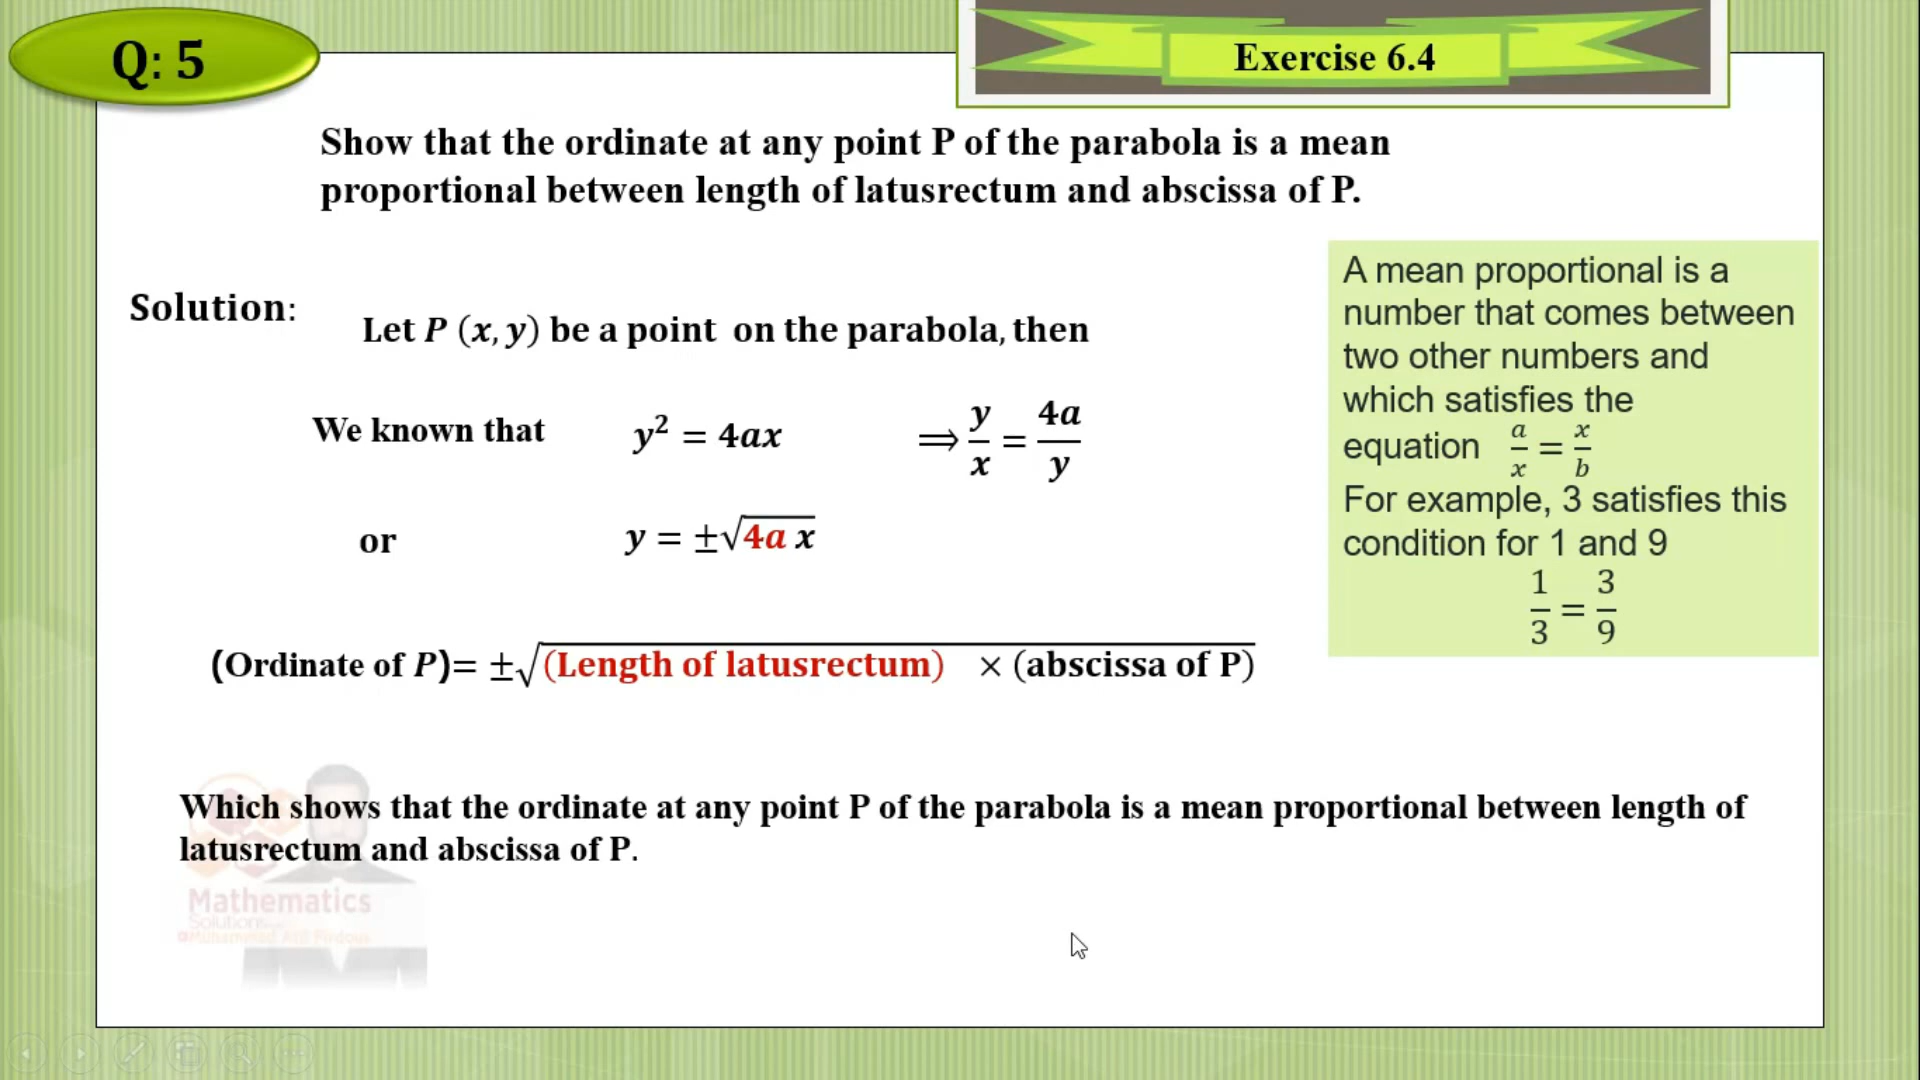 Q: 5
Exercise 6.4
Show that the ordinate at any point P of the parabola is a mean
proportional between length of latusrectum and abscissa of P.
Solution:
Let P (x, y) be a point on the parabola, then
We known that y² = 4ax ⟹ y/x = 4a/y
or y = ±√(4a x)
(Ordinate of P)= ±√((Length of latusrectum) × (abscissa of P))
Which shows that the ordinate at any point P of the parabola is a mean proportional between length of
latusrectum and abscissa of P.
A mean proportional is a
number that comes between
two other numbers and
which satisfies the
equation a/x = x/b
For example, 3 satisfies this
condition for 1 and 9
1/3 = 3/9
Mathematics
Solutions